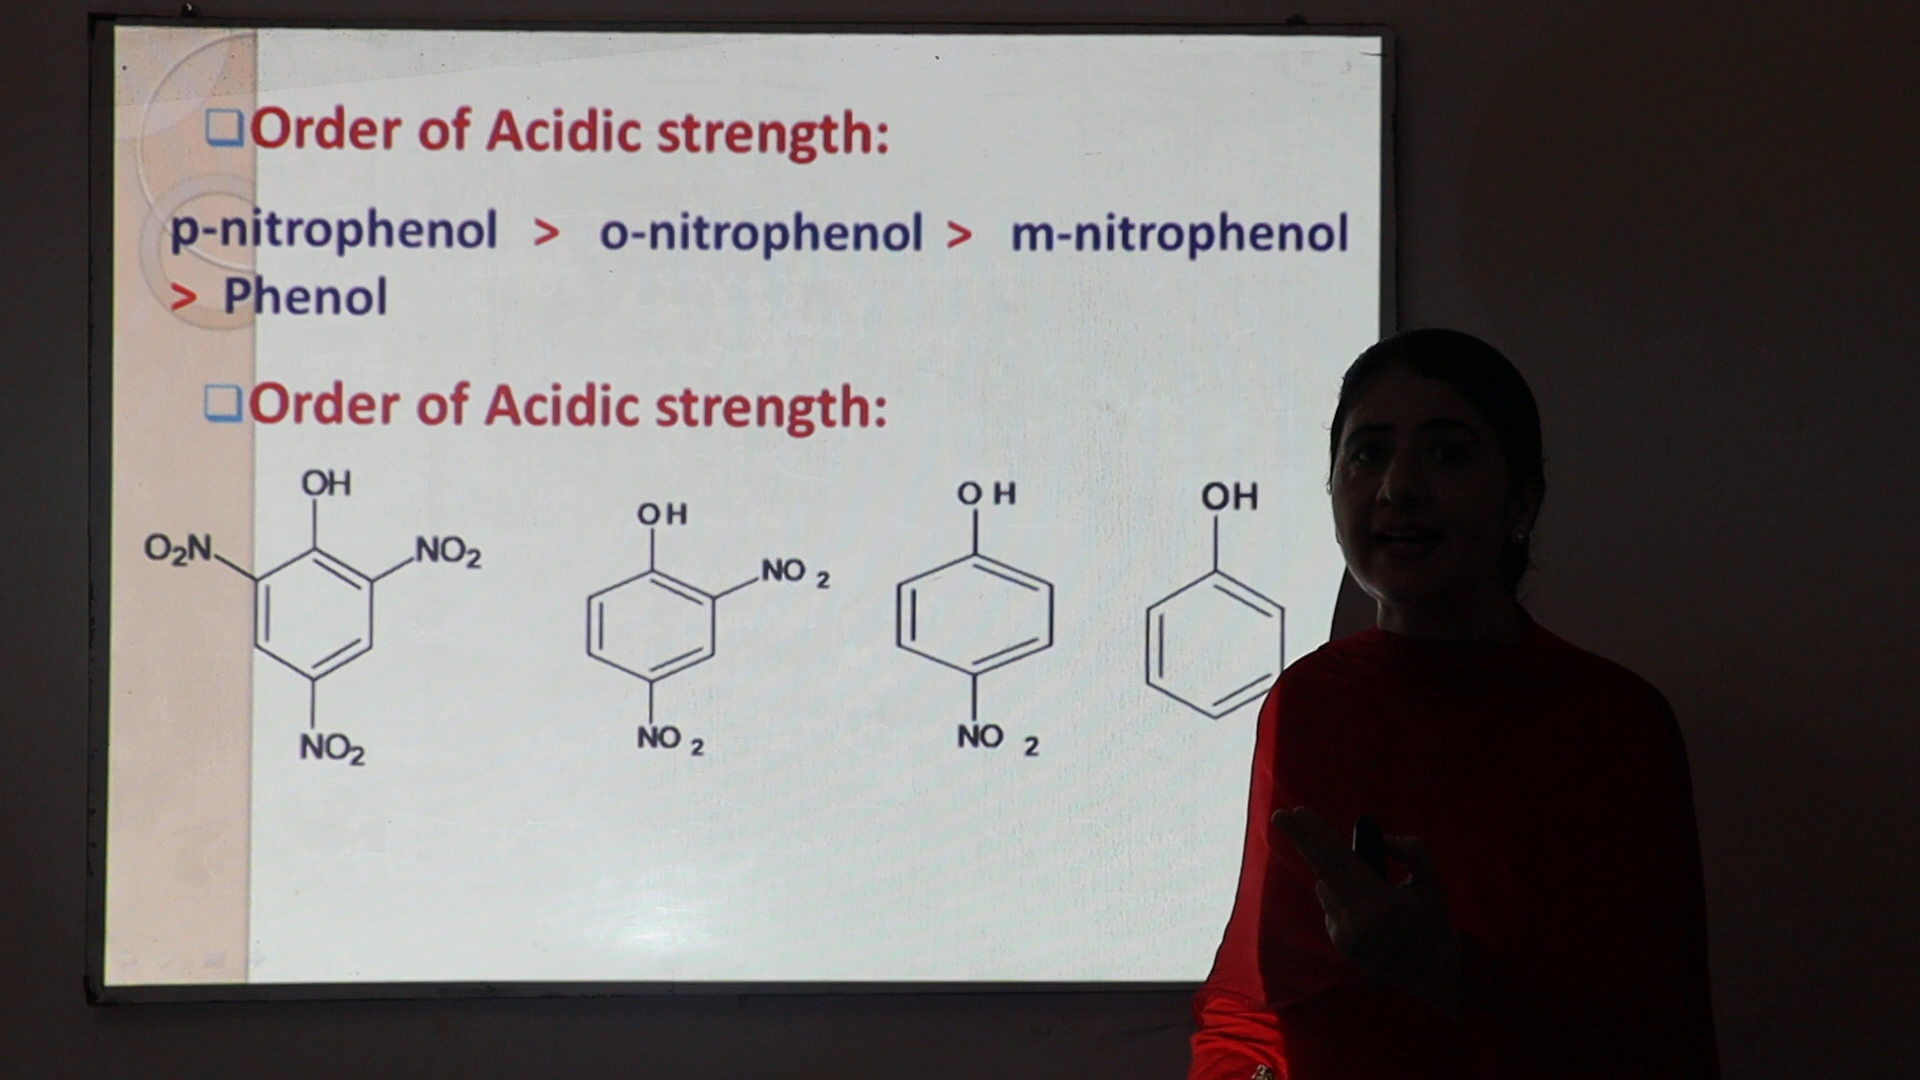 Order of Acidic strength:
p-nitrophenol > o-nitrophenol > m-nitrophenol
> Phenol
Order of Acidic strength:
OH
O₂N
NO₂
NO₂
OH
NO 2
NO 2
O H
NO 2
OH